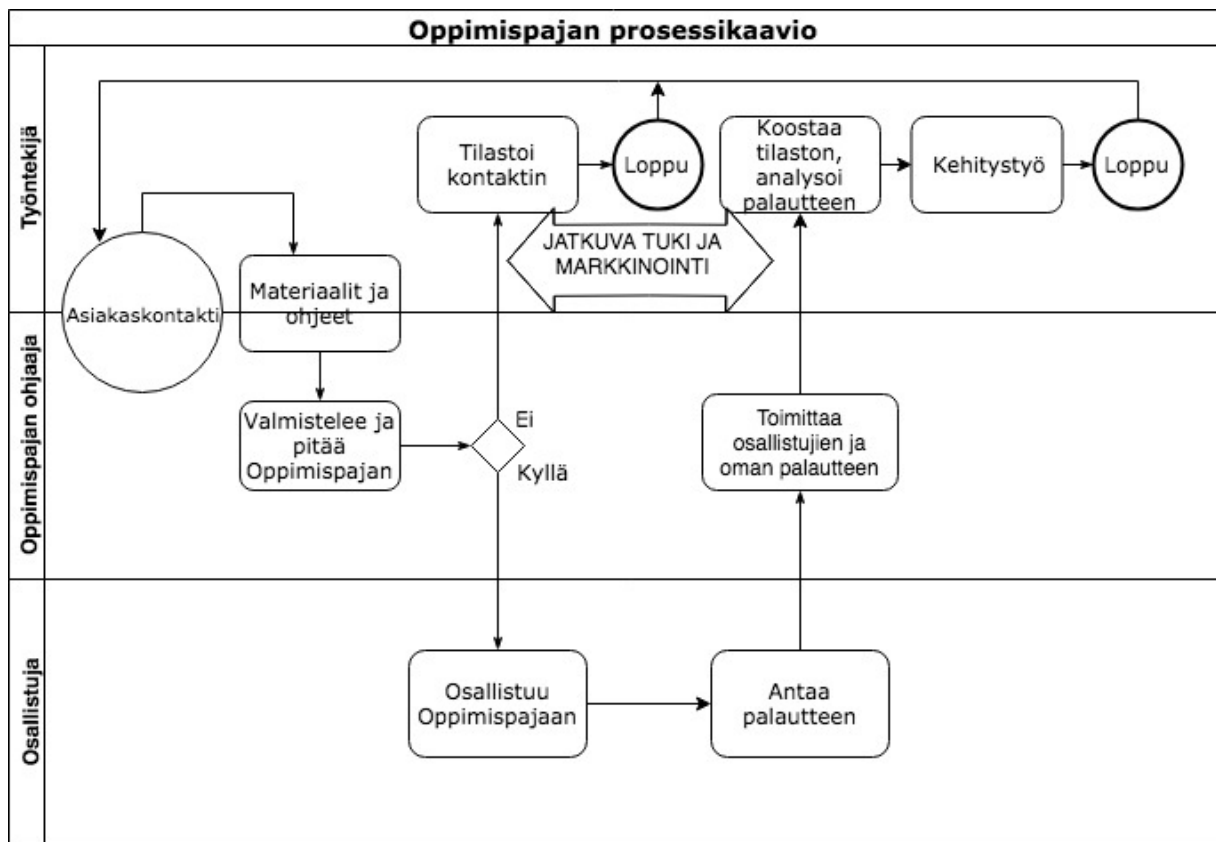 Oppimispajan prosessikaavio
Työntekijä
Tilastoi
kontaktin
Loppu
Koostaa
tilaston,
analysoi
palautteen
Kehitystyö
Loppu
JATKUVA TUKI JA
MARKKINOINTI
Asiakaskontakti
Materiaalit ja
ohjeet
Oppimispajan ohjaaja
Valmistelee ja
pitää
Oppimispajan
Ei
Kyllä
Toimittaa
osallistujien ja
oman palautteen
Osallistuja
Osallistuu
Oppimispajaan
Antaa
palautteen